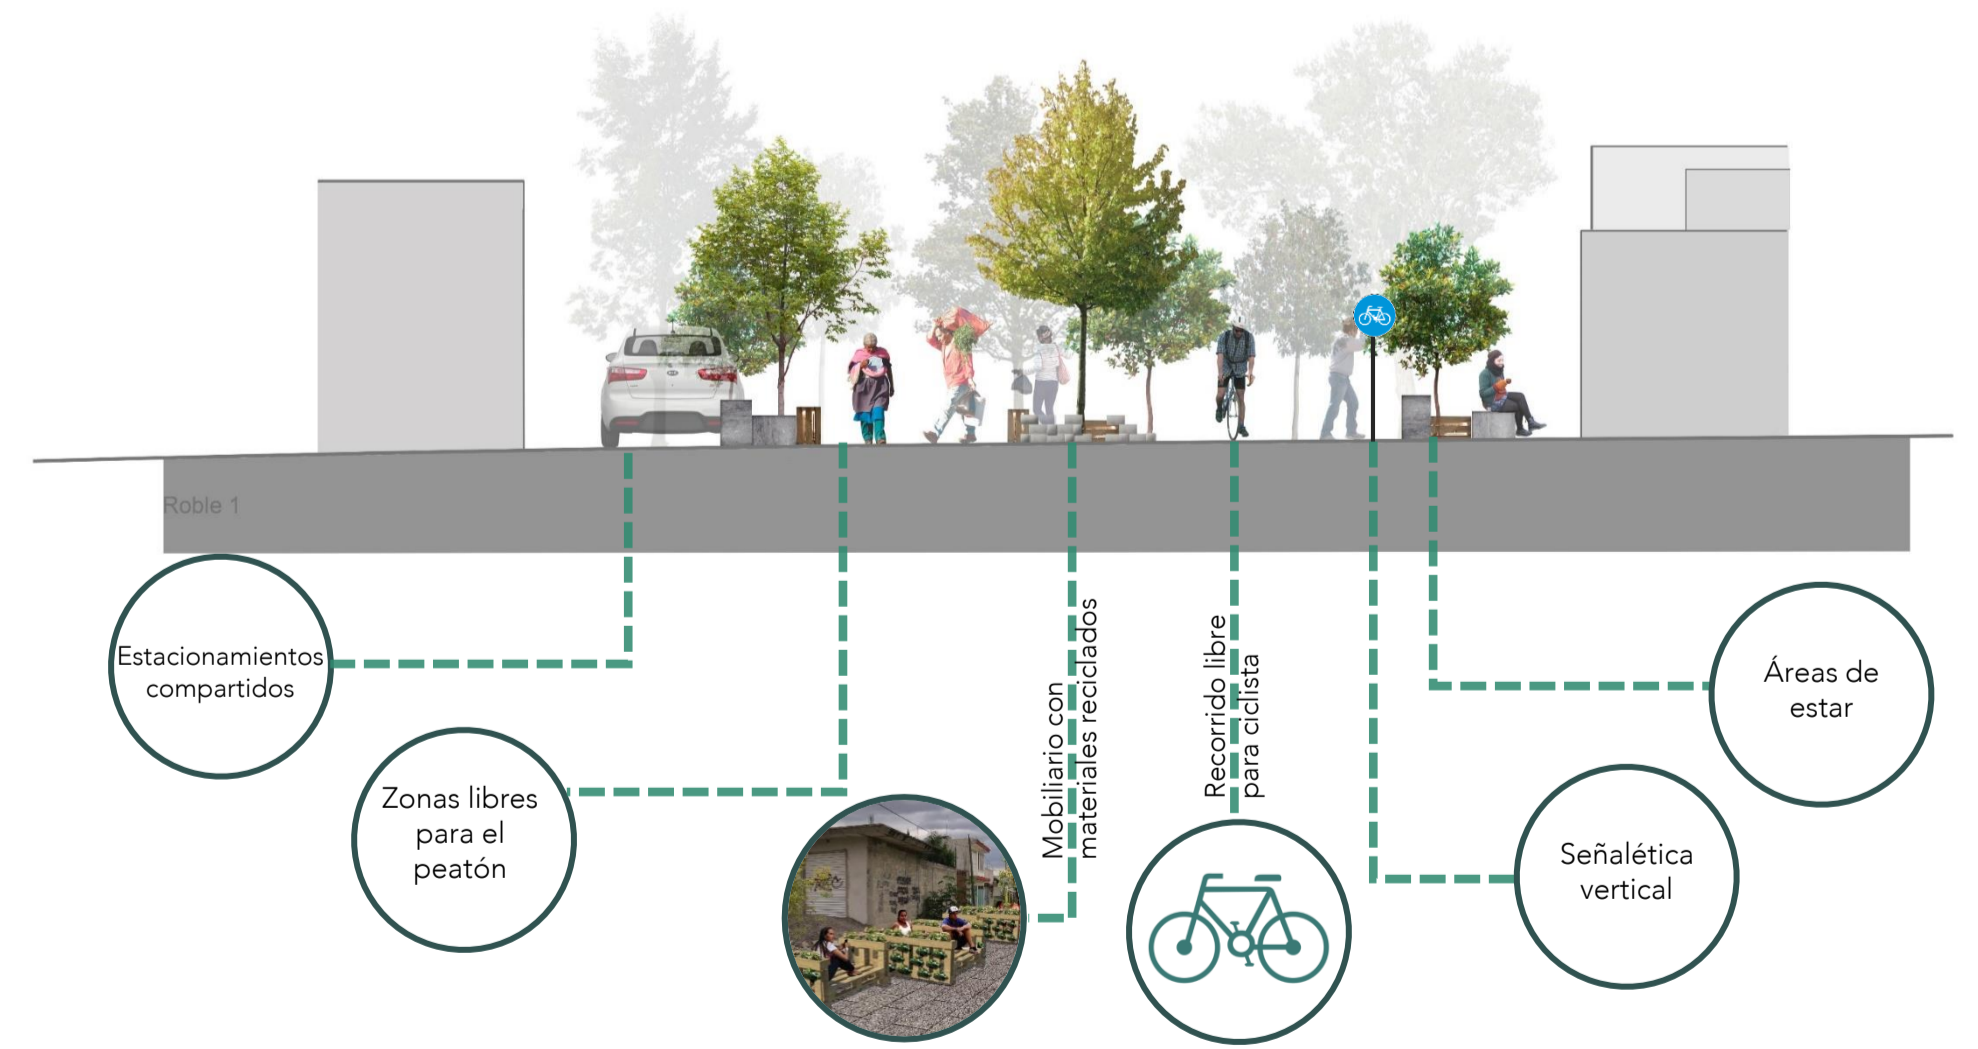 Roble 1
Estacionamientos
compartidos
Zonas libres
para el
peatón
Mobiliario con
materiales reciclados
Recorrido libre
para ciclista
Señalética
vertical
Áreas de
estar